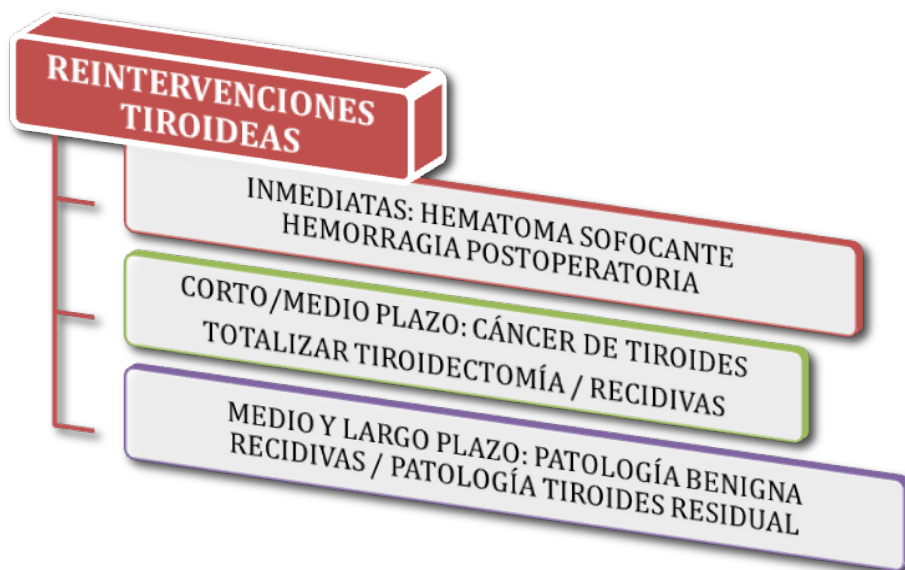 REINTERVENCIONES
TIROIDEAS
INMEDIATAS: HEMATOMA SOFOCANTE
HEMORRAGIA POSTOPERATORIA
CORTO/MEDIO PLAZO: CÁNCER DE TIROIDES
TOTALIZAR TIROIDECTOMÍA / RECIDIVAS
MEDIO Y LARGO PLAZO: PATOLOGÍA BENIGNA
RECIDIVAS / PATOLOGÍA TIROIDES RESIDUAL